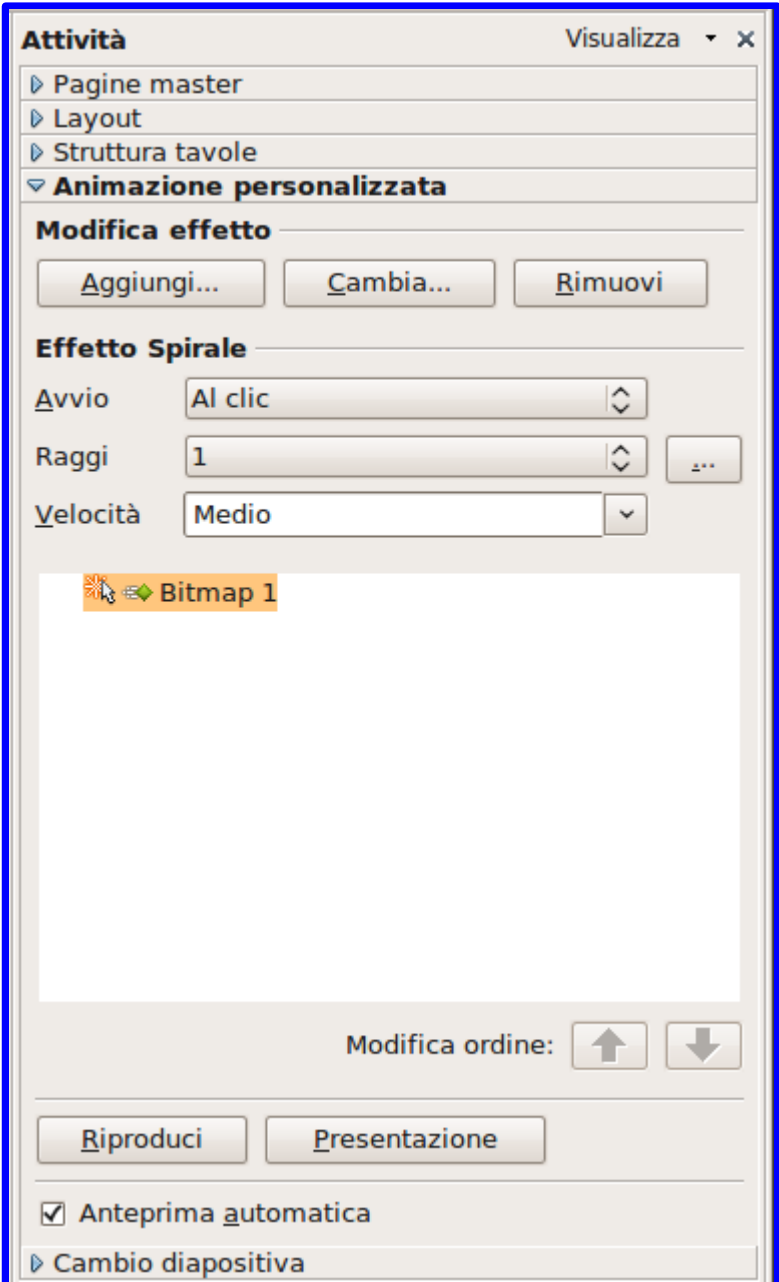 Attività Visualizza
Pagine master
Layout
Struttura tavole
Animazione personalizzata
Modifica effetto
Aggiungi... Cambia... Rimuovi
Effetto Spirale
Avvio Al clic
Raggi 1 ...
Velocità Medio
Bitmap 1
Modifica ordine:
Riproduci Presentazione
Anteprima automatica
Cambio diapositiva